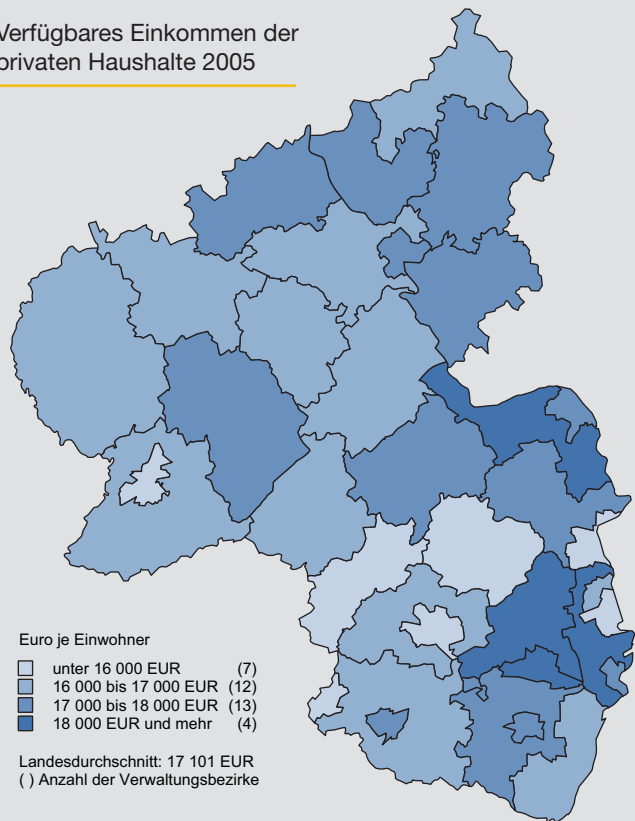 Verfügbares Einkommen der
privaten Haushalte 2005
Euro je Einwohner
unter 16 000 EUR (7)
16 000 bis 17 000 EUR (12)
17 000 bis 18 000 EUR (13)
18 000 EUR und mehr (4)
Landesdurchschnitt: 17 101 EUR
( ) Anzahl der Verwaltungsbezirke